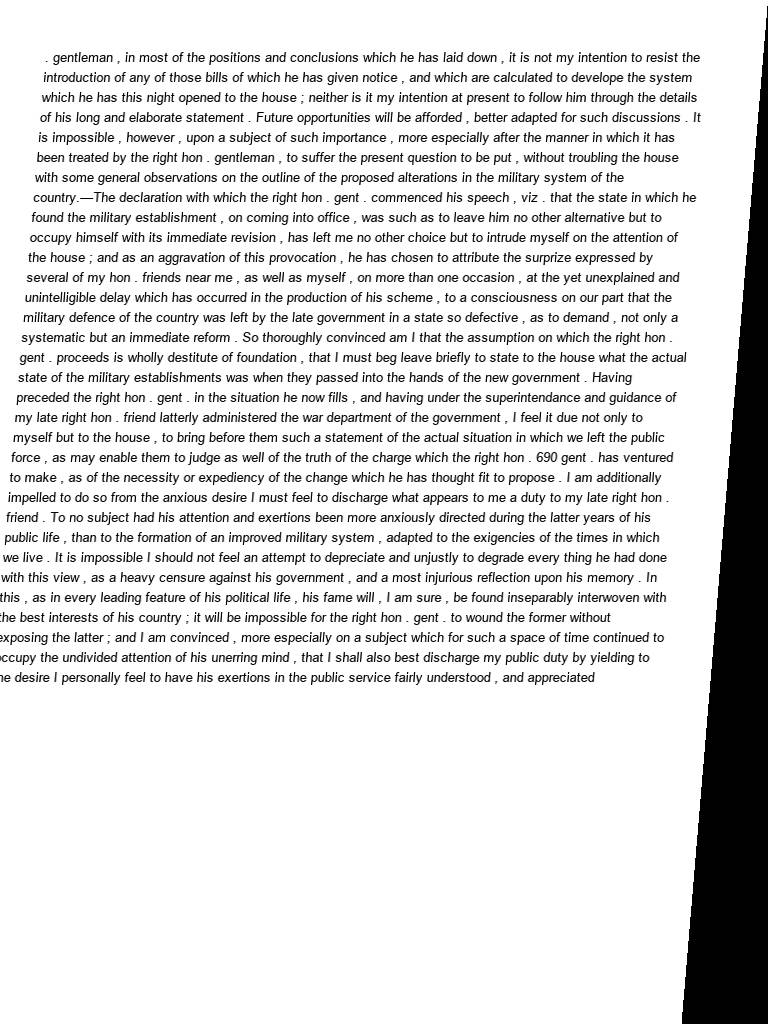 . gentleman , in most of the positions and conclusions which he has laid down , it is not my intention to resist the
introduction of any of those bills of which he has given notice , and which are calculated to develope the system
which he has this night opened to the house ; neither is it my intention at present to follow him through the details
of his long and elaborate statement . Future opportunities will be afforded , better adapted for such discussions . It
is impossible , however , upon a subject of such importance , more especially after the manner in which it has
been treated by the right hon . gentleman , to suffer the present question to be put , without troubling the house
with some general observations on the outline of the proposed alterations in the military system of the
country.—The declaration with which the right hon . gent . commenced his speech , viz . that the state in which he
found the military establishment , on coming into office , was such as to leave him no other alternative but to
occupy himself with its immediate revision , has left me no other choice but to intrude myself on the attention of
the house ; and as an aggravation of this provocation , he has chosen to attribute the surprize expressed by
several of my hon . friends near me , as well as myself , on more than one occasion , at the yet unexplained and
unintelligible delay which has occurred in the production of his scheme , to a consciousness on our part that the
military defence of the country was left by the late government in a state so defective , as to demand , not only a
systematic but an immediate reform . So thoroughly convinced am I that the assumption on which the right hon .
gent . proceeds is wholly destitute of foundation , that I must beg leave briefly to state to the house what the actual
state of the military establishments was when they passed into the hands of the new government . Having
preceded the right hon . gent . in the situation he now fills , and having under the superintendance and guidance of
my late right hon . friend latterly administered the war department of the government , I feel it due not only to
myself but to the house , to bring before them such a statement of the actual situation in which we left the public
force , as may enable them to judge as well of the truth of the charge which the right hon . 690 gent . has ventured
to make , as of the necessity or expediency of the change which he has thought fit to propose . I am additionally
impelled to do so from the anxious desire I must feel to discharge what appears to me a duty to my late right hon .
friend . To no subject had his attention and exertions been more anxiously directed during the latter years of his
public life , than to the formation of an improved military system , adapted to the exigencies of the times in which
we live . It is impossible I should not feel an attempt to depreciate and unjustly to degrade every thing he had done
with this view , as a heavy censure against his government , and a most injurious reflection upon his memory . In
this , as in every leading feature of his political life , his fame will , I am sure , be found inseparably interwoven with
the best interests of his country ; it will be impossible for the right hon . gent . to wound the former without
exposing the latter ; and I am convinced , more especially on a subject which for such a space of time continued to
occupy the undivided attention of his unerring mind , that I shall also best discharge my public duty by yielding to
he desire I personally feel to have his exertions in the public service fairly understood , and appreciated